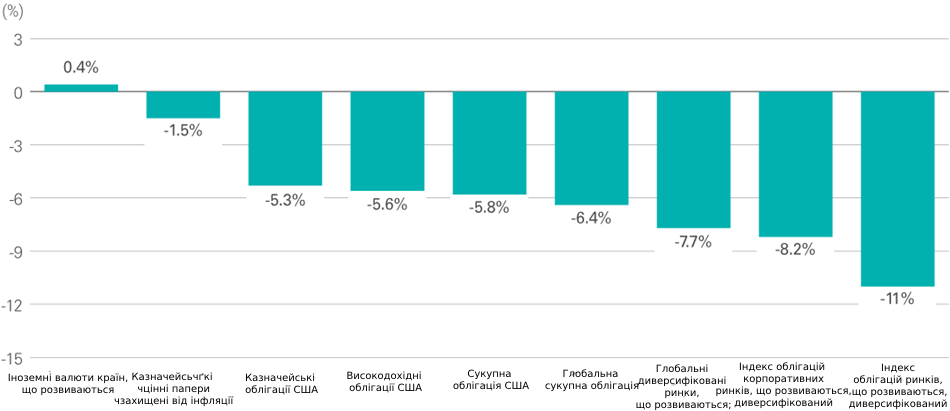 (%)
3
0
-3
-6
-9
-12
-15
0.4%
-1.5%
-5.3%
-5.6%
-5.8%
-6.4%
-7.7%
-8.2%
-11%
Іноземні валюти країн,
що розвиваються
Казначейсьчґкі
чцінні папери
чзахищені від інфляції
Казначейські
облігації США
Високодохідні
облігації США
Сукупна
облігація США
Глобальна
сукупна облігація
Глобальні
диверсифіковані
ринки,
що розвиваються;
Індекс облігацій
корпоративних
ринків, що розвиваються,
диверсифікований
Індекс
облігацій ринків,
що розвиваються,
диверсифікований